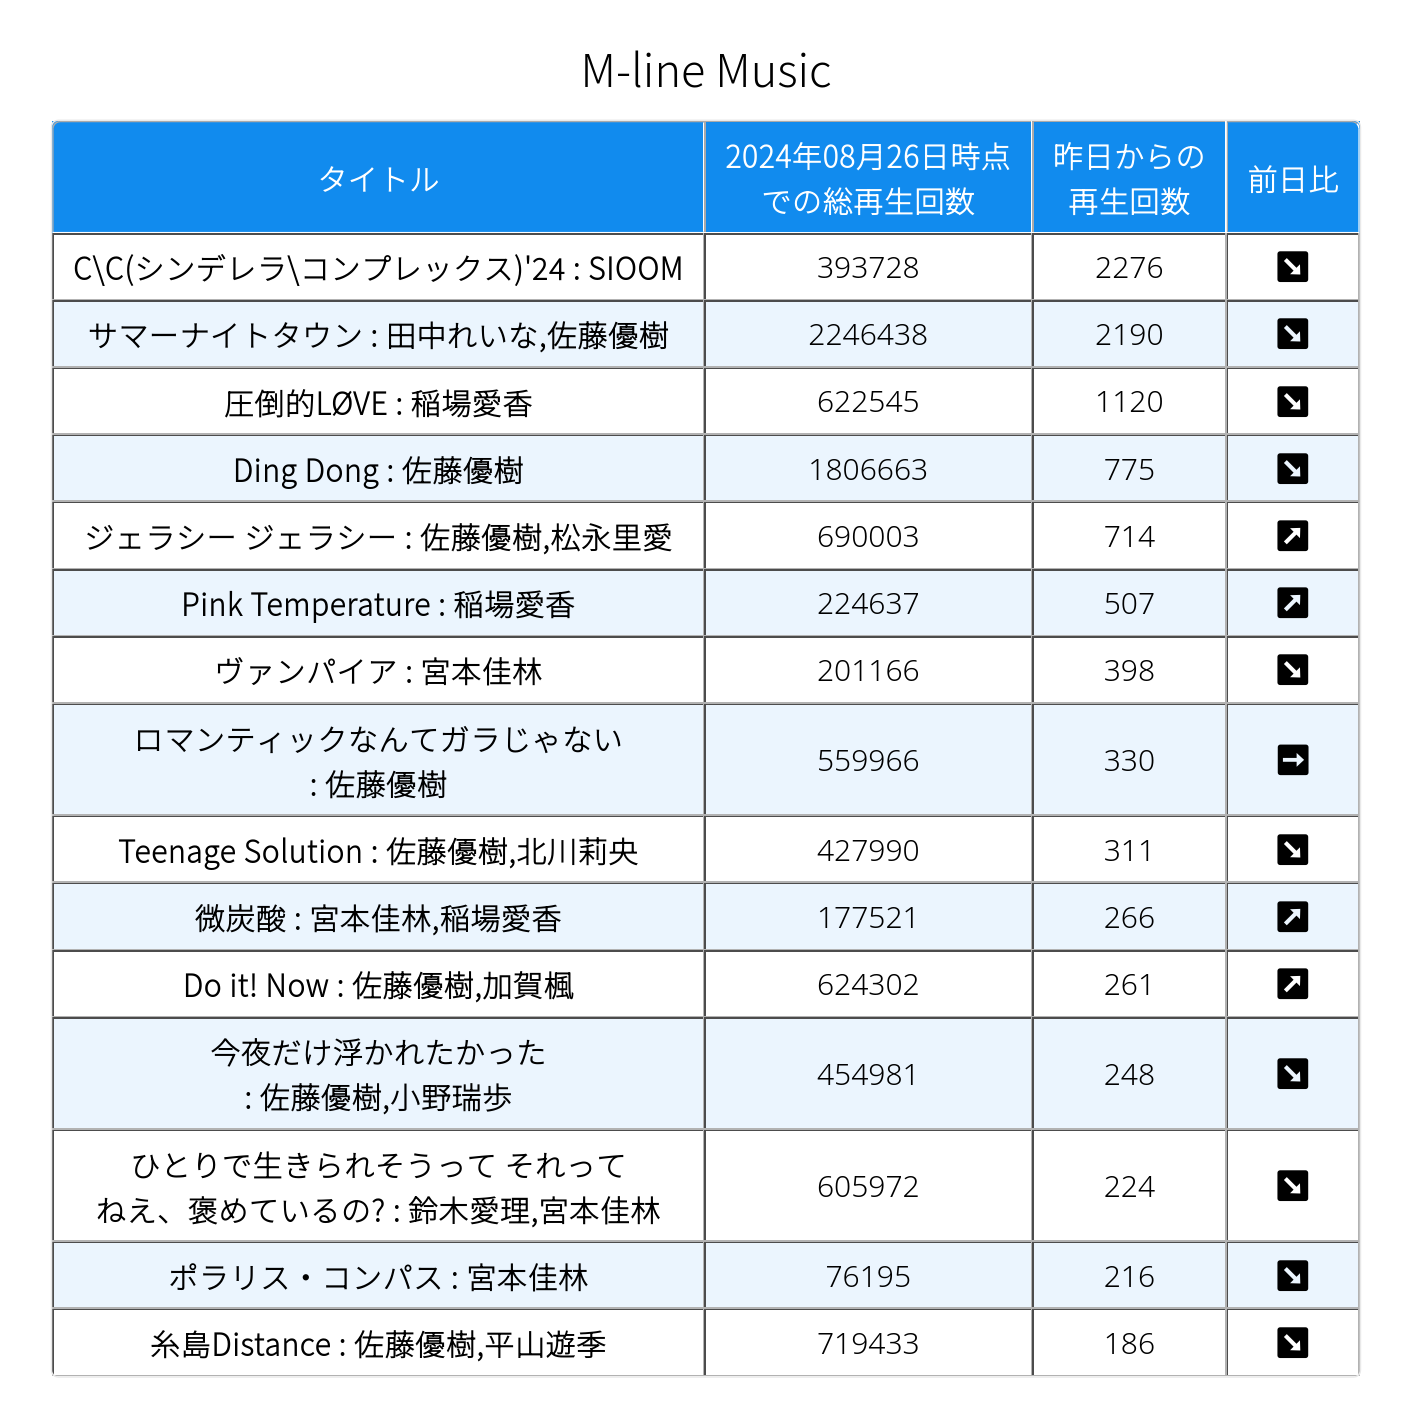 M-line Music
タイトル
2024年08月26日時点
での総再生回数
昨日からの
再生回数
前日比
C\C(シンデレラ\コンプレックス)'24 : SIOOM 393728 2276
サマーナイトタウン : 田中れいな,佐藤優樹 2246438 2190
圧倒的LØVE : 稲場愛香 622545 1120
Ding Dong : 佐藤優樹 1806663 775
ジェラシー ジェラシー : 佐藤優樹,松永里愛 690003 714
Pink Temperature : 稲場愛香 224637 507
ヴァンパイア : 宮本佳林 201166 398
ロマンティックなんてガラじゃない
: 佐藤優樹 559966 330
Teenage Solution : 佐藤優樹,北川莉央 427990 311
微炭酸 : 宮本佳林,稲場愛香 177521 266
Do it! Now : 佐藤優樹,加賀楓 624302 261
今夜だけ浮かれたかった
: 佐藤優樹,小野瑞歩 454981 248
ひとりで生きられそうって それって
ねえ、褒めているの? : 鈴木愛理,宮本佳林 605972 224
ポラリス・コンパス : 宮本佳林 76195 216
糸島Distance : 佐藤優樹,平山遊季 719433 186